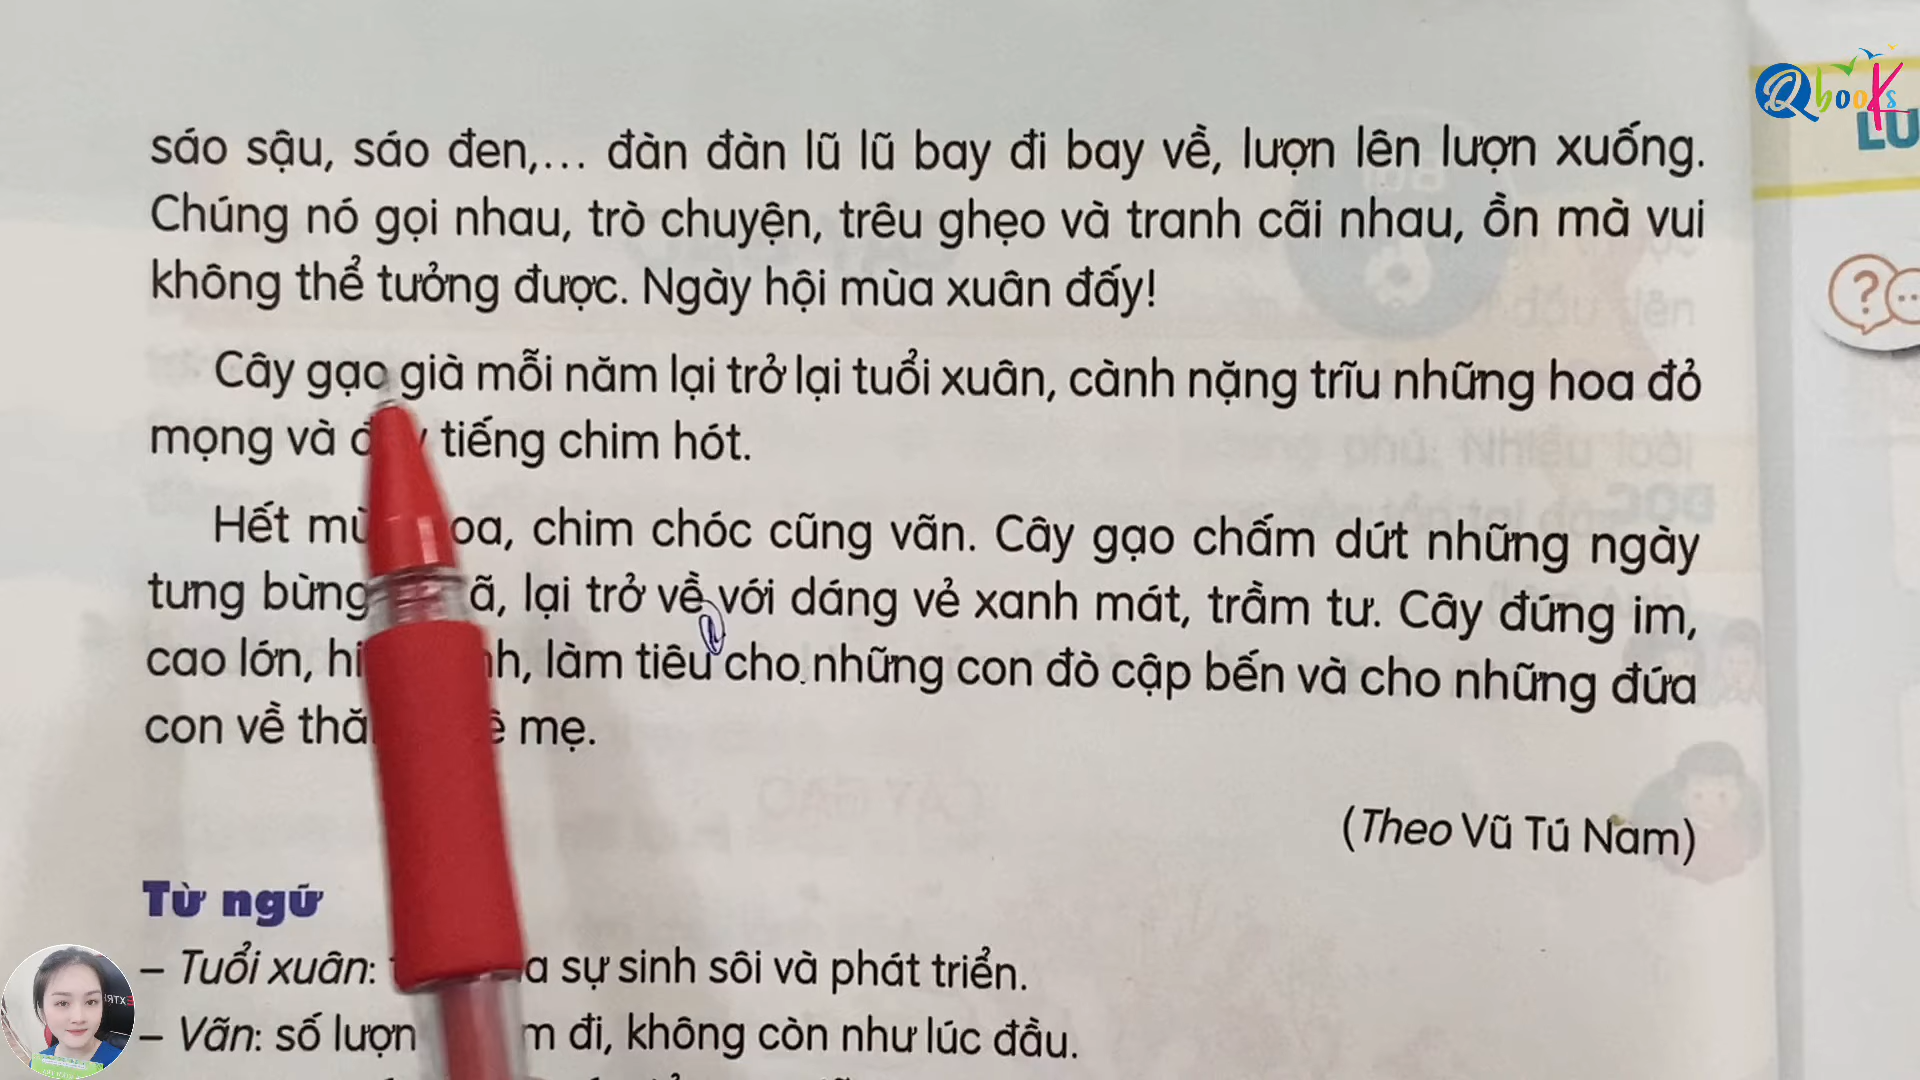 Qbooks
LU
sáo sậu, sáo đen,... đàn đàn lũ lũ bay đi bay về, lượn lên lượn xuống.
Chúng nó gọi nhau, trò chuyện, trêu ghẹo và tranh cãi nhau, ồn mà vui
không thể tưởng được. Ngày hội mùa xuân đấy!
Cây gạo già mỗi năm lại trở lại tuổi xuân, cành nặng trĩu những hoa đỏ
mọng và tiếng chim hót.
Hết hoa, chim chóc cũng vãn. Cây gạo chấm dứt những ngày
tưng bừng lại trở về với dáng vẻ xanh mát, trầm tư. Cây đứng im,
cao lớn, làm tiêu cho những con đò cập bến và cho những đứa
con về mẹ.
(Theo Vũ Tú Nam)
Từ ngữ
– Tuổi xuân: sự sinh sôi và phát triển.
– Vãn: số đi, không còn như lúc đầu.